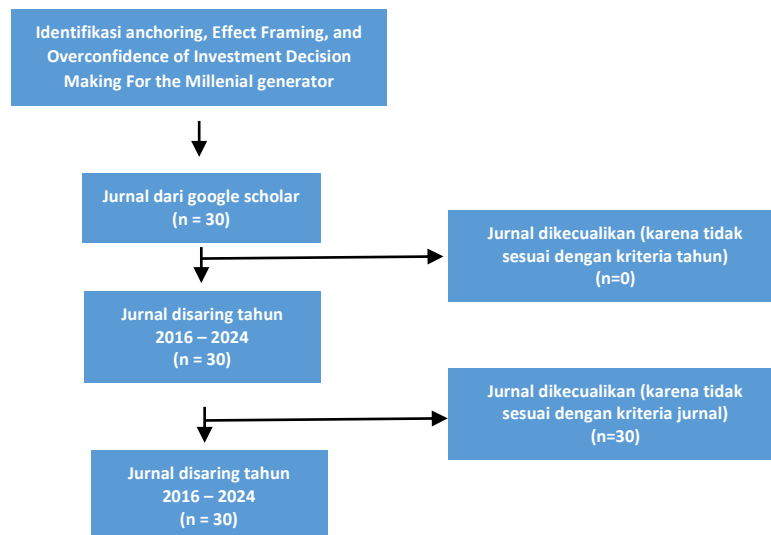 Identifikasi anchoring, Effect Framing, and
Overconfidence of Investment Decision
Making For the Millenial generator
Jurnal dari google scholar
(n = 30)
Jurnal dikecualikan (karena tidak
sesuai dengan kriteria tahun)
(n=0)
Jurnal disaring tahun
2016 – 2024
(n = 30)
Jurnal dikecualikan (karena tidak
sesuai dengan kriteria jurnal)
(n=30)
Jurnal disaring tahun
2016 – 2024
(n = 30)